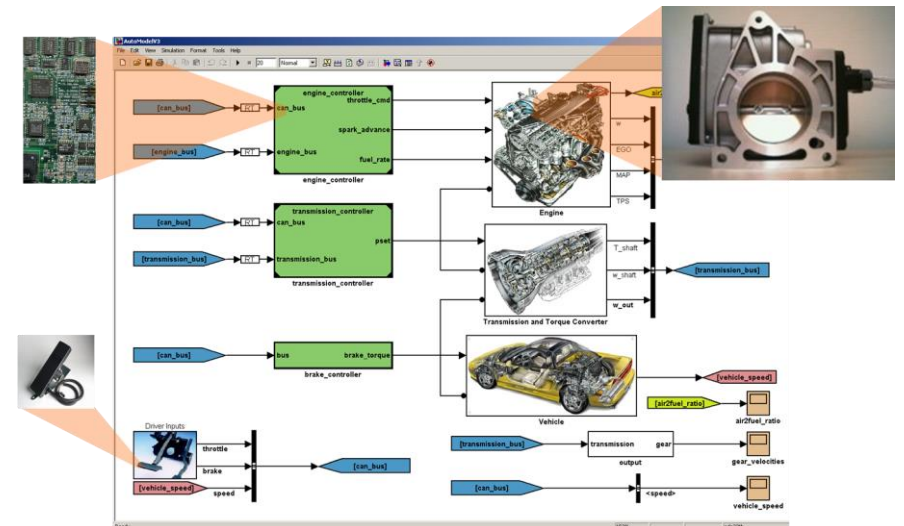 AutoModelV3
File Edit View Simulation Format Tools Help
20 Normal
[can_bus]
RT
engine_controller
can_bus
throttle_cmd
spark_advance
[engine_bus]
RT
engine_bus
fuel_rate
engine_controller
w
EGO
MAP
TPS
Engine
[can_bus]
RT
transmission_controller
can_bus
pset
[transmission_bus]
RT
transmission_bus
transmission_controller
T_shaft
w_shaft
w_out
[transmission_bus]
Transmission and Torque Converter
[can_bus]
bus
brake_torque
brake_controller
Vehicle
[vehicle_speed]
[air2fuel_ratio]
air2fuel_ratio
Driver Inputs
throttle
brake
[vehicle_speed]
speed
[can_bus]
[transmission_bus]
transmission gear
output
gear_velocities
[can_bus]
<speed>
vehicle_speed